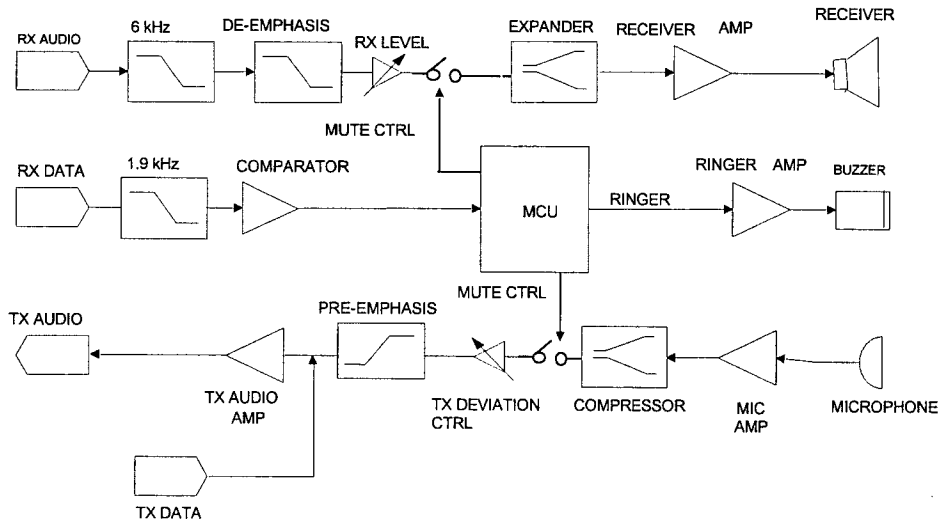 RX AUDIO
6 kHz
DE-EMPHASIS
RX LEVEL
EXPANDER
RECEIVER AMP
RECEIVER
MUTE CTRL
RX DATA
1.9 kHz
COMPARATOR
MCU
RINGER
RINGER AMP
BUZZER
MUTE CTRL
TX AUDIO
PRE-EMPHASIS
TX AUDIO
AMP
TX DEVIATION
CTRL
COMPRESSOR
MIC
AMP
MICROPHONE
TX DATA